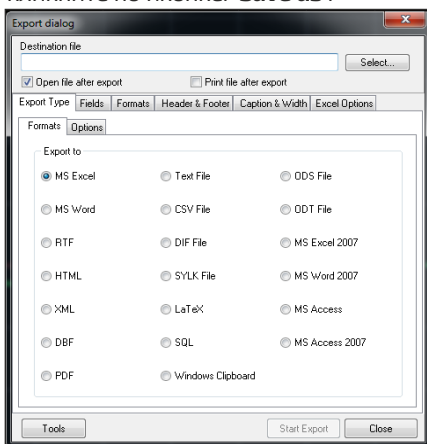 Export dialog
Destination file
Select...
Open file after export Print file after export
Export Type Fields Formats Header & Footer Caption & Width Excel Options
Formats Options
Export to
MS Excel Text File ODS File
MS Word CSV File ODT File
RTF DIF File MS Excel 2007
HTML SYLK File MS Word 2007
XML LaTeX MS Access
DBF SQL MS Access 2007
PDF Windows Clipboard
Tools Start Export Close